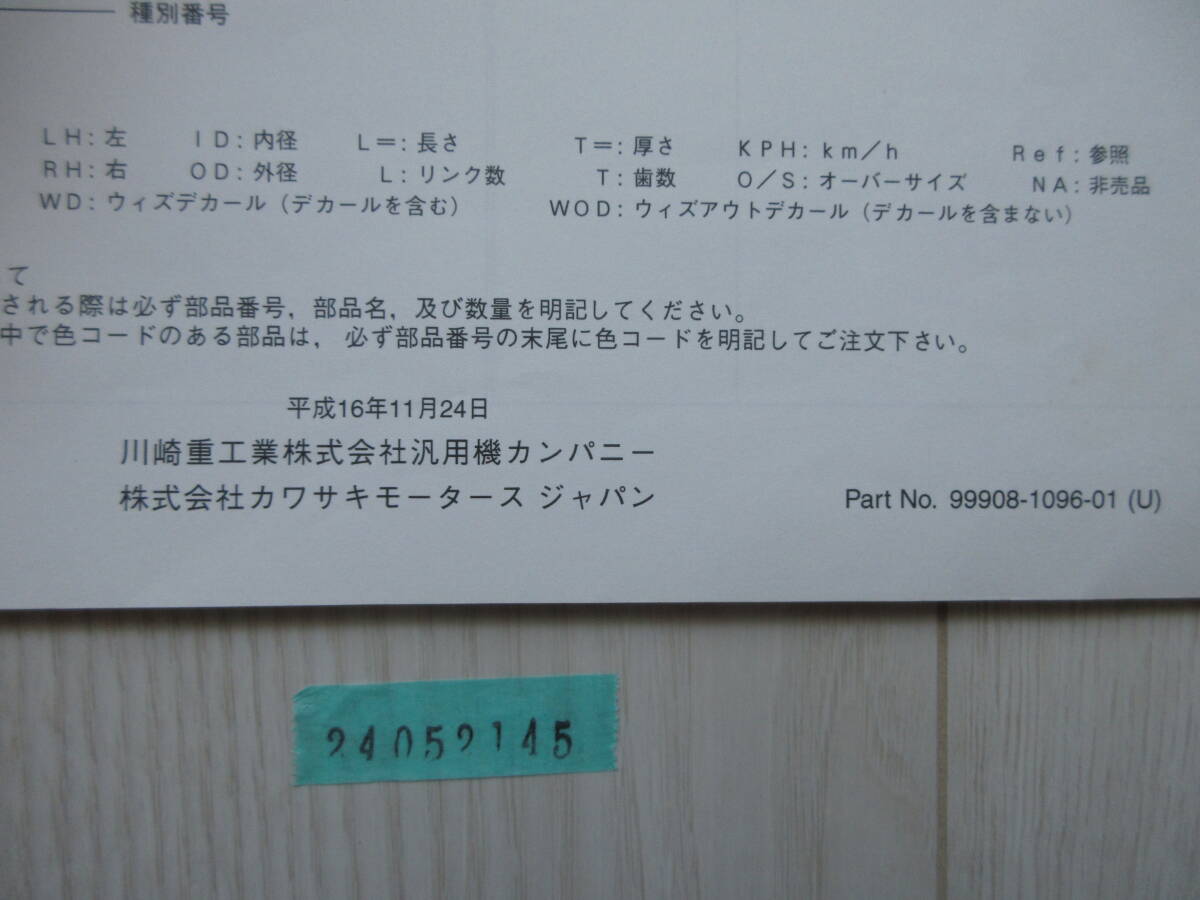 種別番号
LH：左　ID：内径　L＝：長さ　T＝：厚さ　KPH：km／h　Ref：参照
RH：右　OD：外径　L：リンク数　T：歯数　O／S：オーバーサイズ　NA：非売品
WD：ウィズデカール（デカールを含む）　WOD：ウィズアウトデカール（デカールを含まない）
て
される際は必ず部品番号，部品名，及び数量を明記してください。
中で色コードのある部品は，必ず部品番号の末尾に色コードを明記してご注文下さい。
平成16年11月24日
川崎重工業株式会社汎用機カンパニー
株式会社カワサキモータース ジャパン　Part No. 99908-1096-01 (U)
24052145